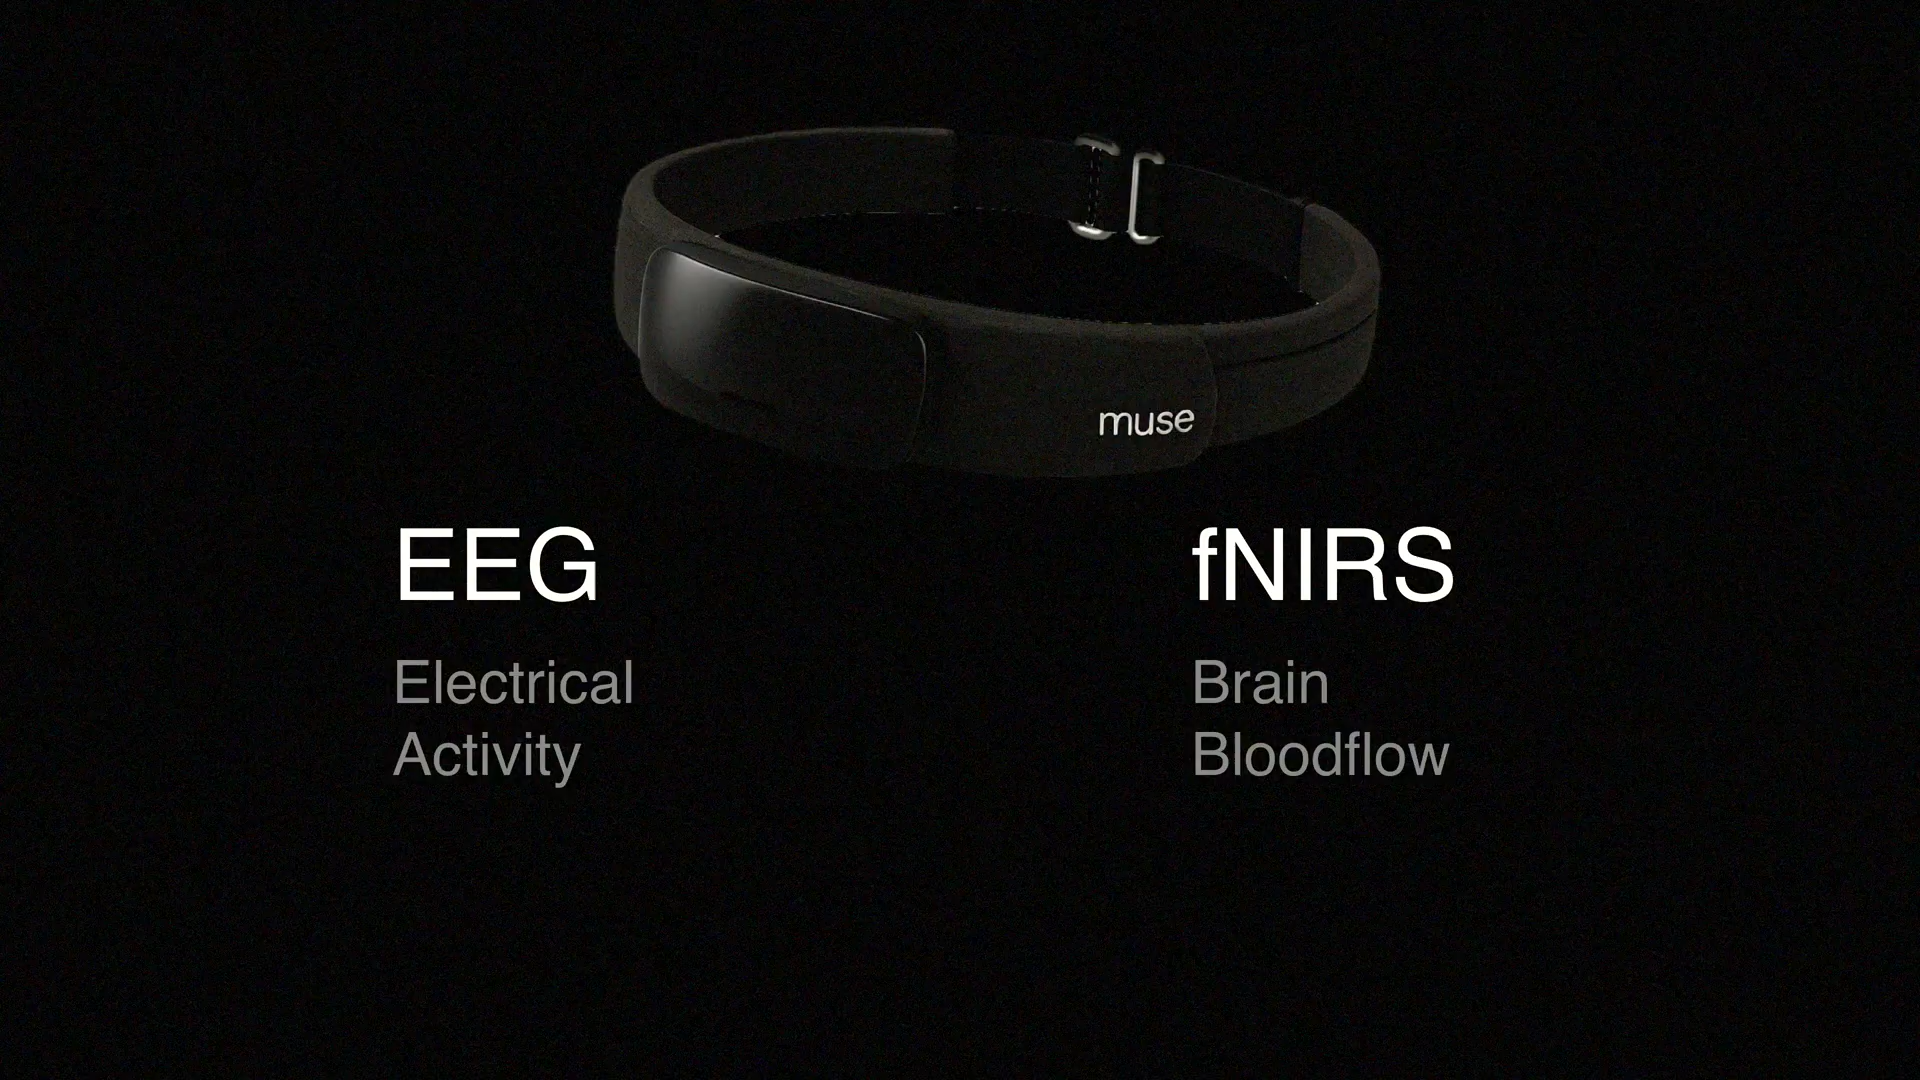 muse
EEG
Electrical
Activity
fNIRS
Brain
Bloodflow